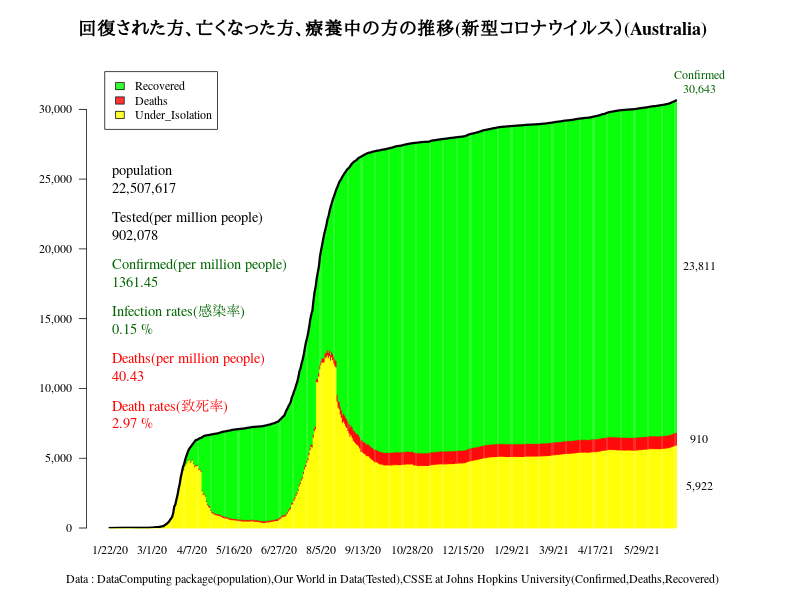 回復された方、亡くなった方、療養中の方の推移(新型コロナウイルス）(Australia)
Confirmed
30,643
Recovered
Deaths
Under_Isolation
30,000
25,000
20,000
15,000
10,000
5,000
0
population
22,507,617
Tested(per million people)
902,078
Confirmed(per million people)
1361.45
Infection rates(感染率)
0.15 %
Deaths(per million people)
40.43
Death rates(致死率)
2.97 %
23,811
910
5,922
1/22/20 3/1/20 4/7/20 5/16/20 6/27/20 8/5/20 9/13/20 10/28/20 12/15/20 1/29/21 3/9/21 4/17/21 5/29/21
Data : DataComputing package(population),Our World in Data(Tested),CSSE at Johns Hopkins University(Confirmed,Deaths,Recovered)